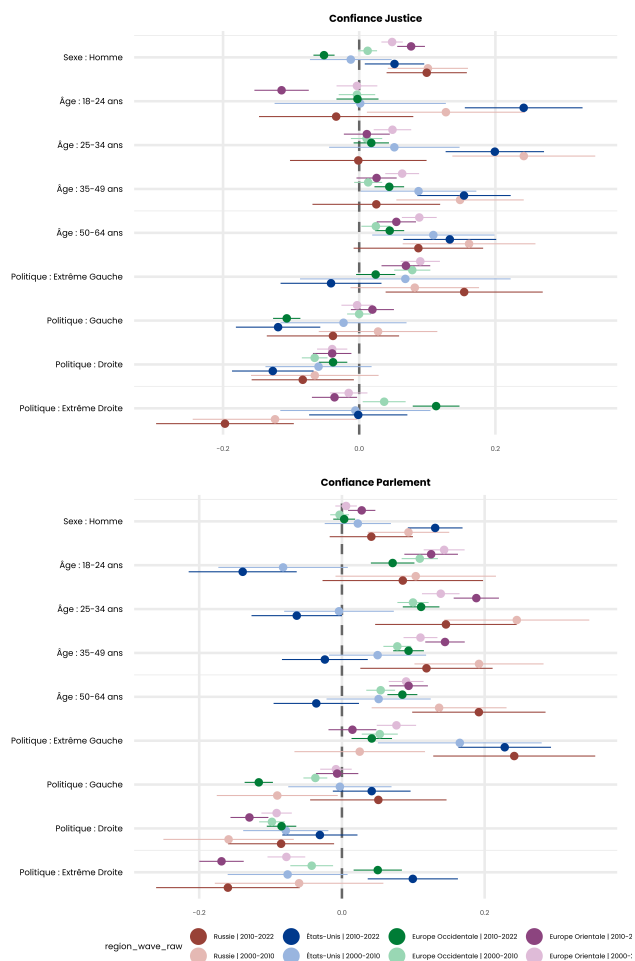 Confiance Justice
Sexe : Homme
Âge : 18-24 ans
Âge : 25-34 ans
Âge : 35-49 ans
Âge : 50-64 ans
Politique : Extrême Gauche
Politique : Gauche
Politique : Droite
Politique : Extrême Droite
-0.2 0.0 0.2
Confiance Parlement
Sexe : Homme
Âge : 18-24 ans
Âge : 25-34 ans
Âge : 35-49 ans
Âge : 50-64 ans
Politique : Extrême Gauche
Politique : Gauche
Politique : Droite
Politique : Extrême Droite
-0.2 0.0 0.2
region_wave_raw
Russie | 2010-2022 États-Unis | 2010-2022 Europe Occidentale | 2010-2022 Europe Orientale | 2010-2
Russie | 2000-2010 États-Unis | 2000-2010 Europe Occidentale | 2000-2010 Europe Orientale | 2000-